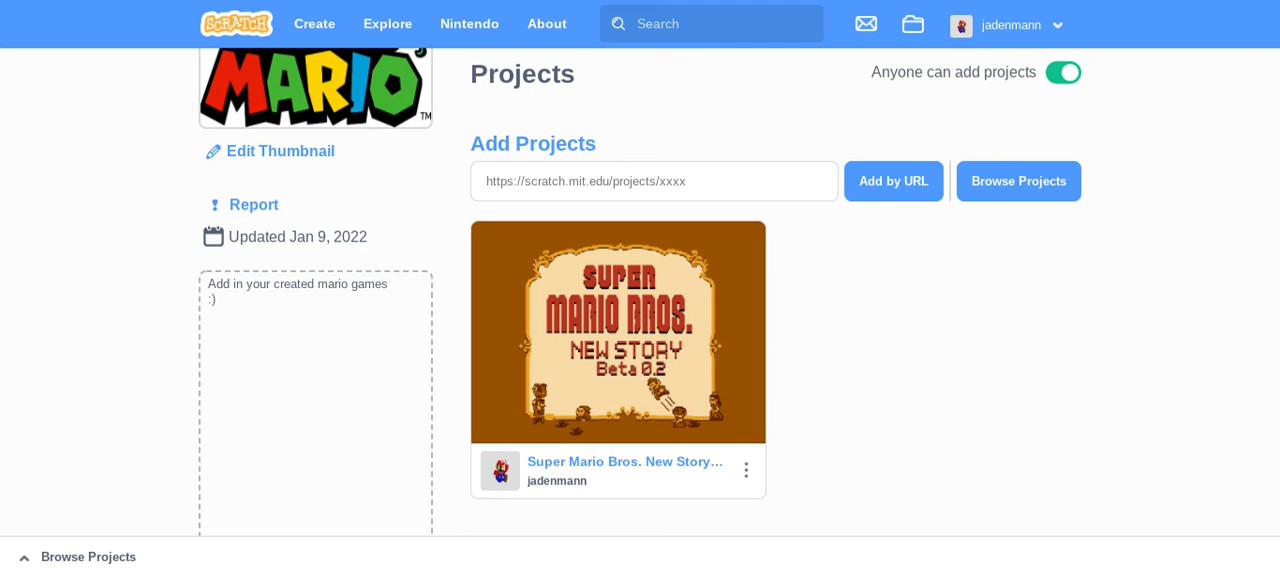 SCRATCH
Create
Explore
Nintendo
About
Search
jadenmann
MARIO
TM
Edit Thumbnail
Report
Updated Jan 9, 2022
Add in your created mario games
:)
Projects
Anyone can add projects
Add Projects
https://scratch.mit.edu/projects/xxxx
Add by URL
Browse Projects
SUPER
MARIO BROS.
NEW STORY
Beta 0.2
Super Mario Bros. New Story…
jadenmann
Browse Projects